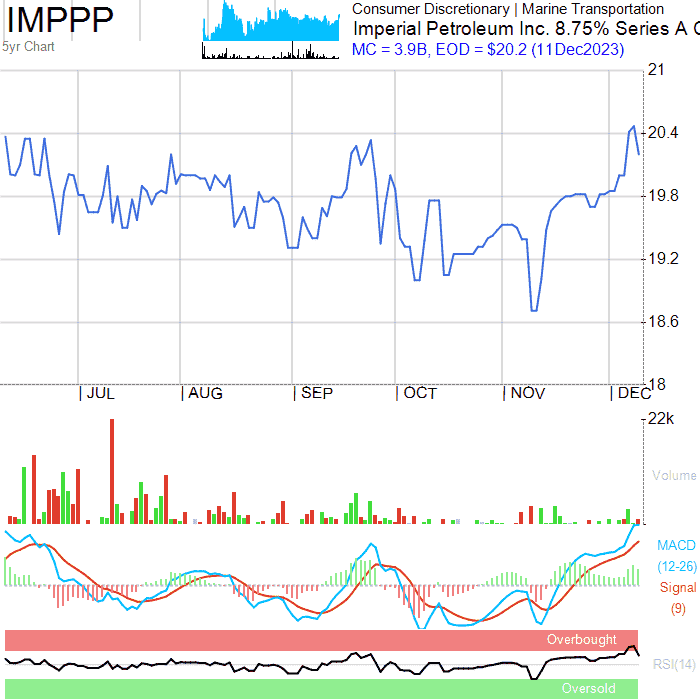 IMPPP
5yr Chart
Consumer Discretionary | Marine Transportation
Imperial Petroleum Inc. 8.75% Series A C
MC = 3.9B, EOD = $20.2 (11Dec2023)
21
20.4
19.8
19.2
18.6
18
JUL AUG SEP OCT NOV DEC
22k
Volume
MACD
(12-26)
Signal
(9)
Overbought
RSI(14)
Oversold